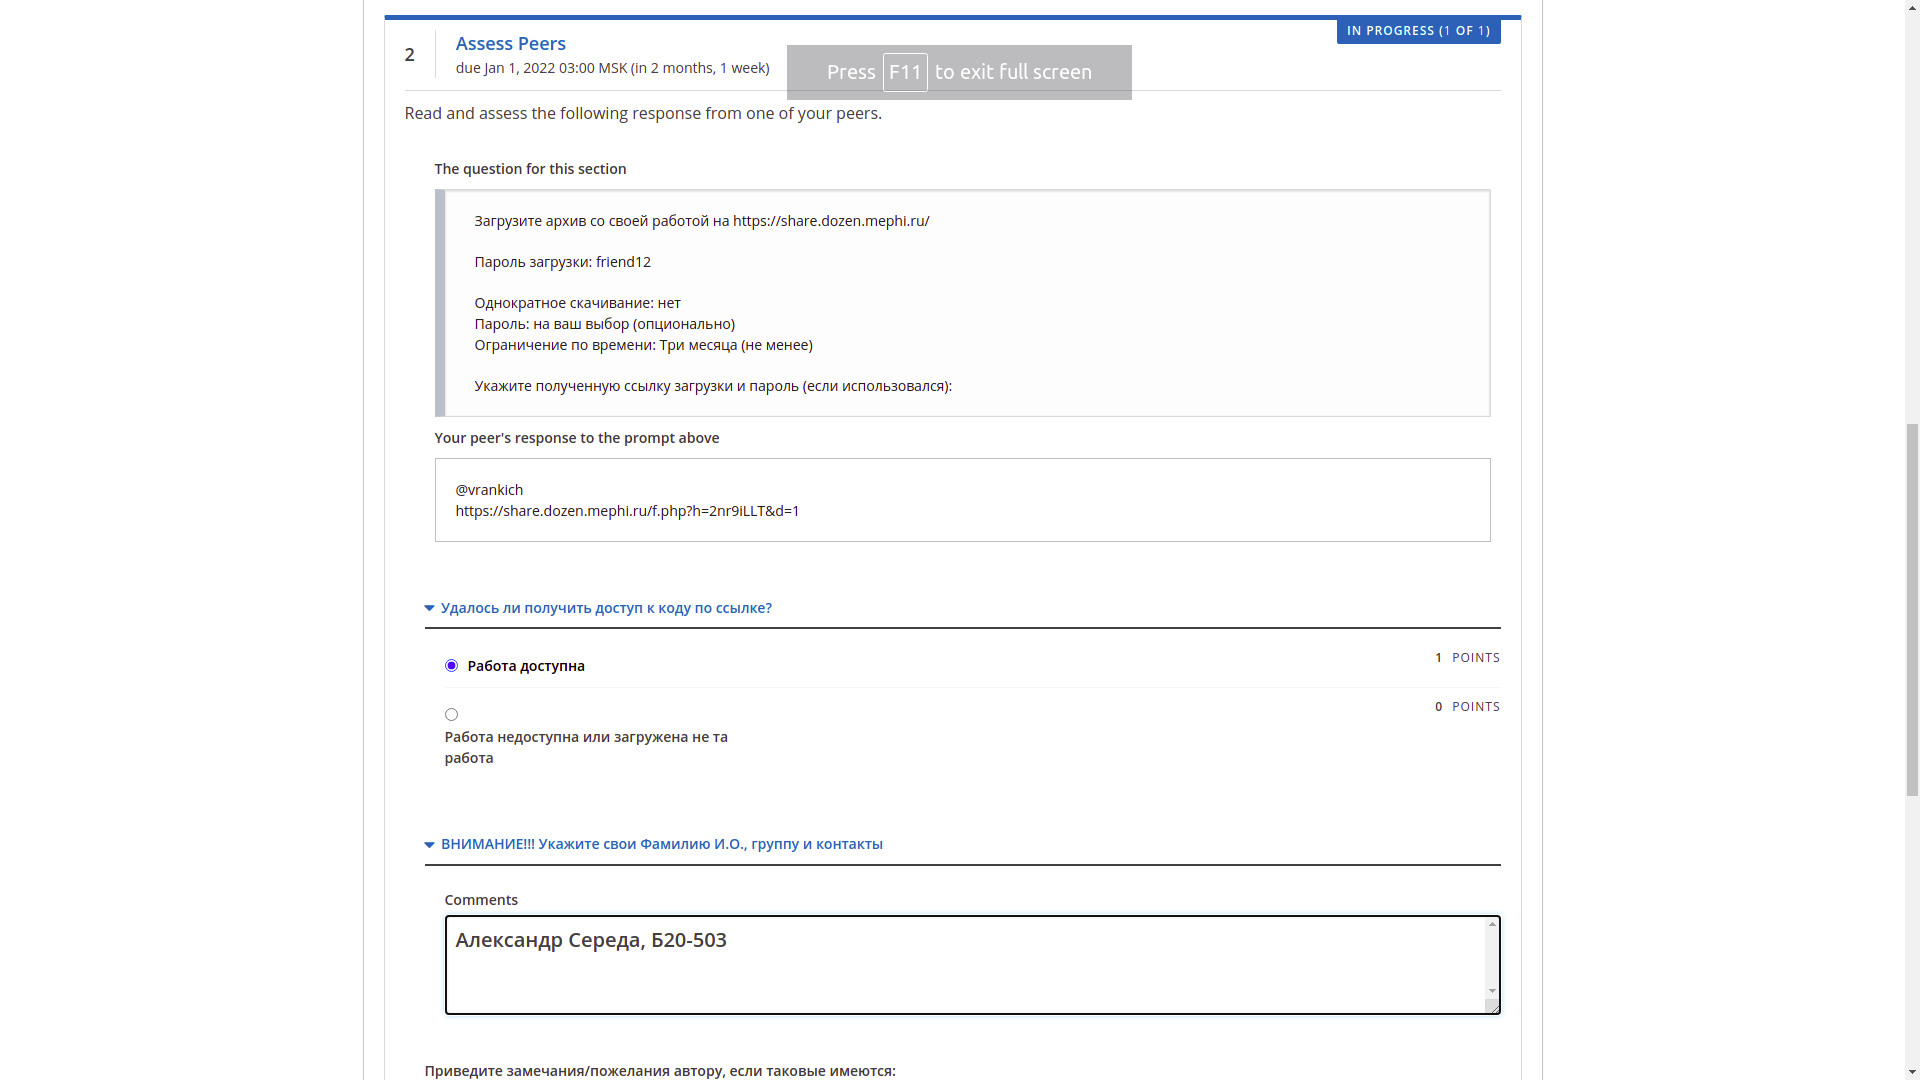 IN PROGRESS (1 OF 1)
2
Assess Peers
due Jan 1, 2022 03:00 MSK (in 2 months, 1 week)
Press F11 to exit full screen
Read and assess the following response from one of your peers.
The question for this section
Загрузите архив со своей работой на https://share.dozen.mephi.ru/
Пароль загрузки: friend12
Однократное скачивание: нет
Пароль: на ваш выбор (опционально)
Ограничение по времени: Три месяца (не менее)
Укажите полученную ссылку загрузки и пароль (если использовался):
Your peer's response to the prompt above
@vrankich
https://share.dozen.mephi.ru/f.php?h=2nr9iLLT&d=1
Удалось ли получить доступ к коду по ссылке?
Работа доступна
1 POINTS
0 POINTS
Работа недоступна или загружена не та
работа
ВНИМАНИЕ!!! Укажите свои Фамилию И.О., группу и контакты
Comments
Александр Середа, Б20-503
Приведите замечания/пожелания автору, если таковые имеются: